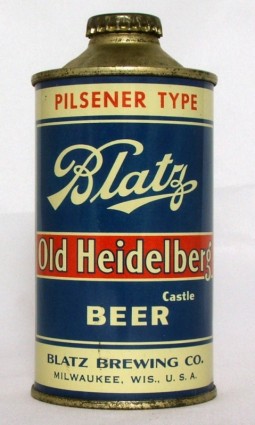 PILSENER TYPE
Blatz
Old Heidelberg
Castle
BEER
BLATZ BREWING CO.
MILWAUKEE, WIS., U. S. A.